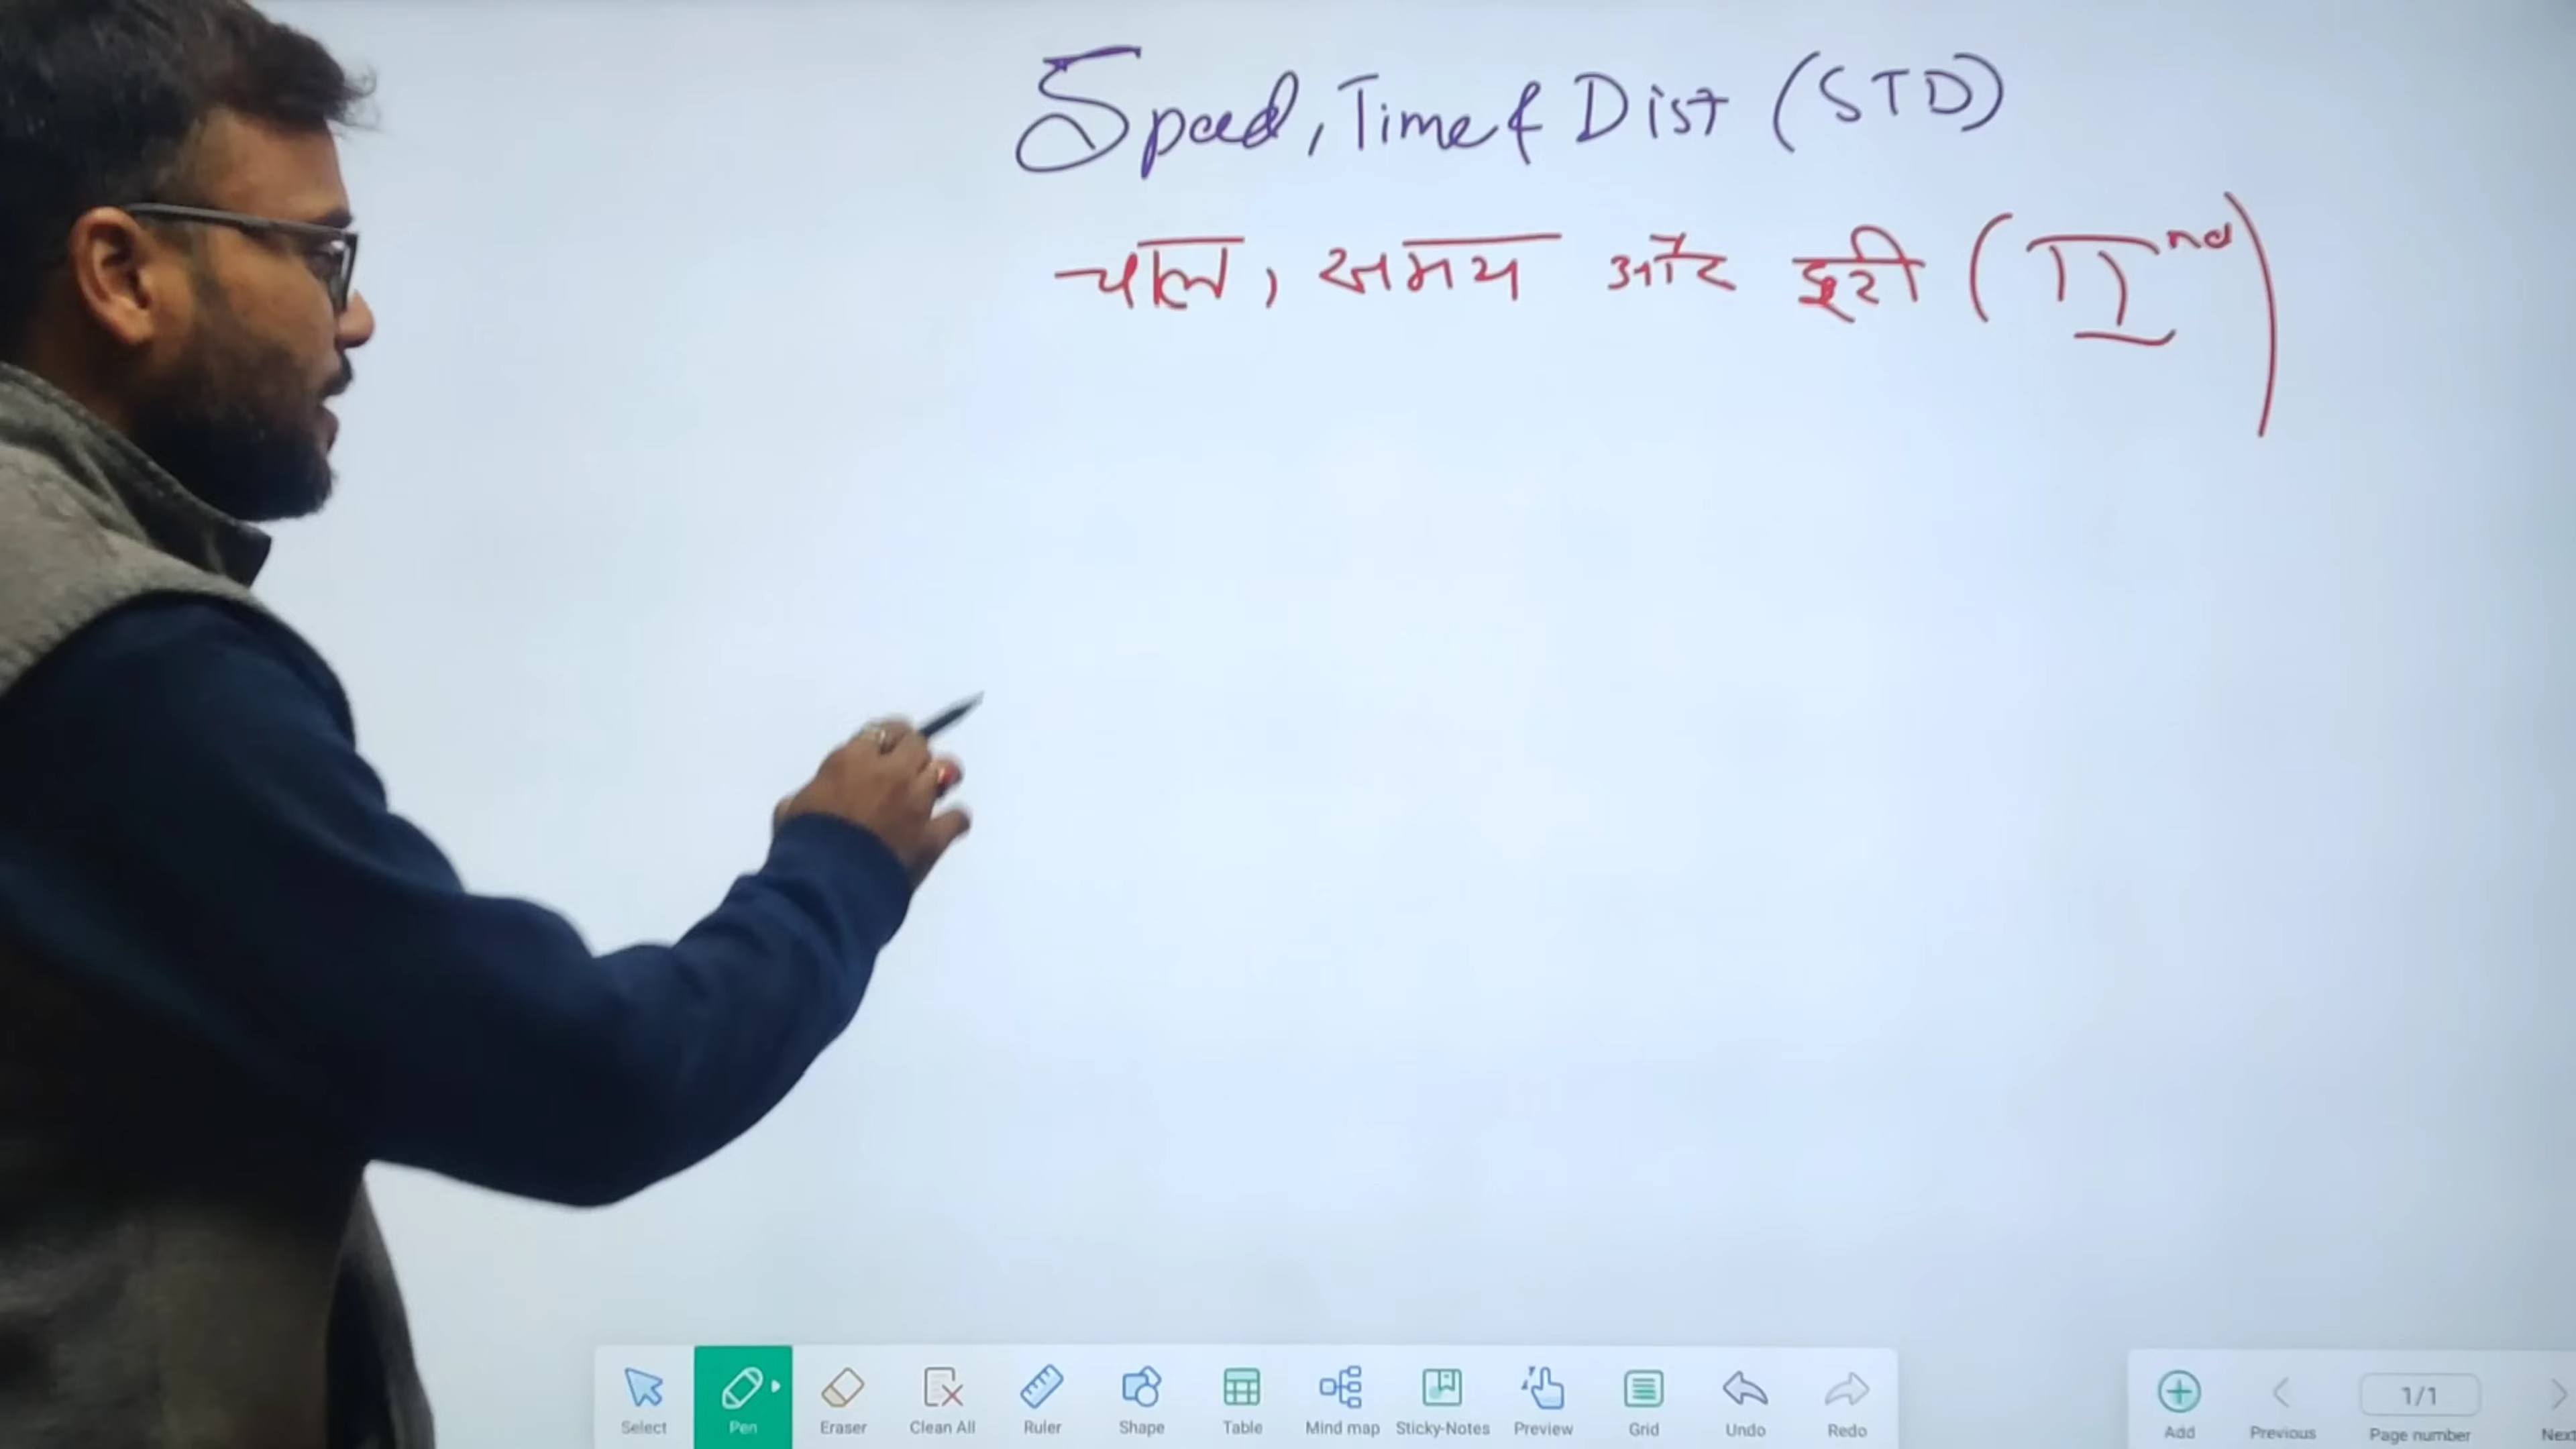 Speed, Time & Dist (STD)
चाल, समय और दूरी (IInd)
Select Pen Eraser Clean All Ruler Shape Table Mind map Sticky-Notes Preview Grid Undo Redo Add Previous 1/1 Page number Nex